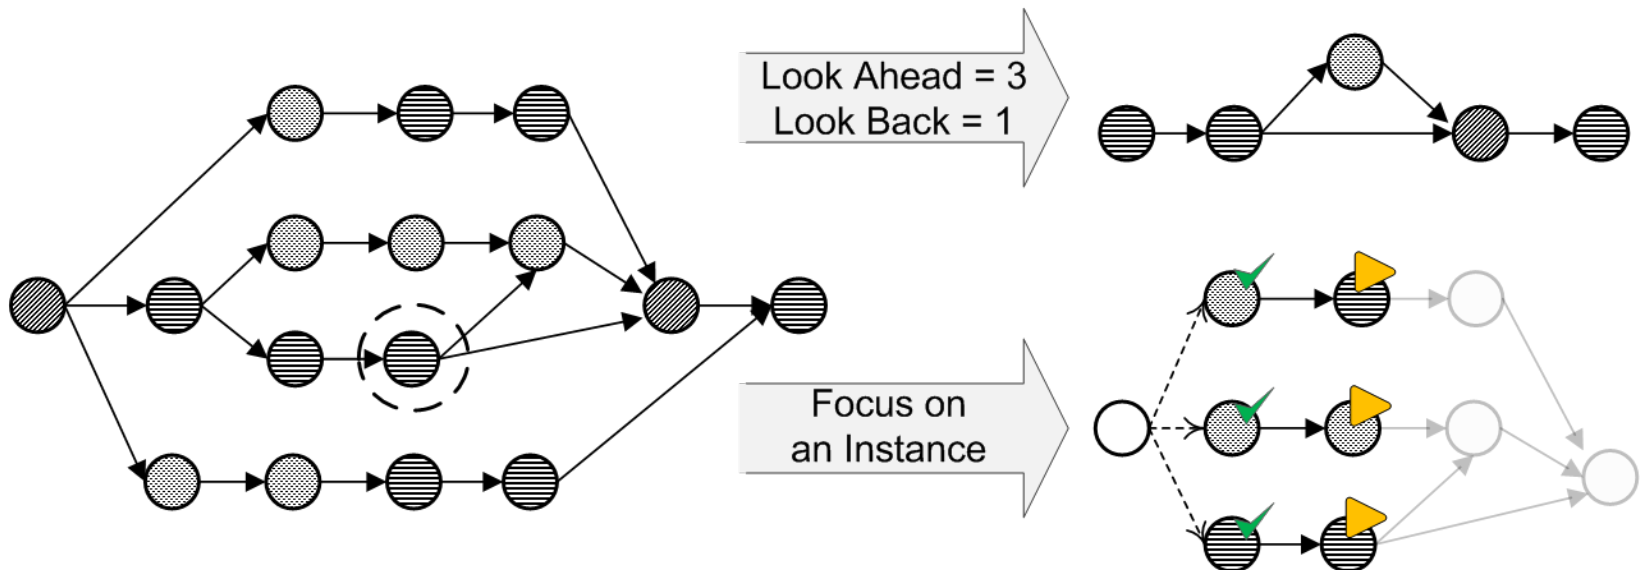 Look Ahead = 3
Look Back = 1
Focus on
an Instance